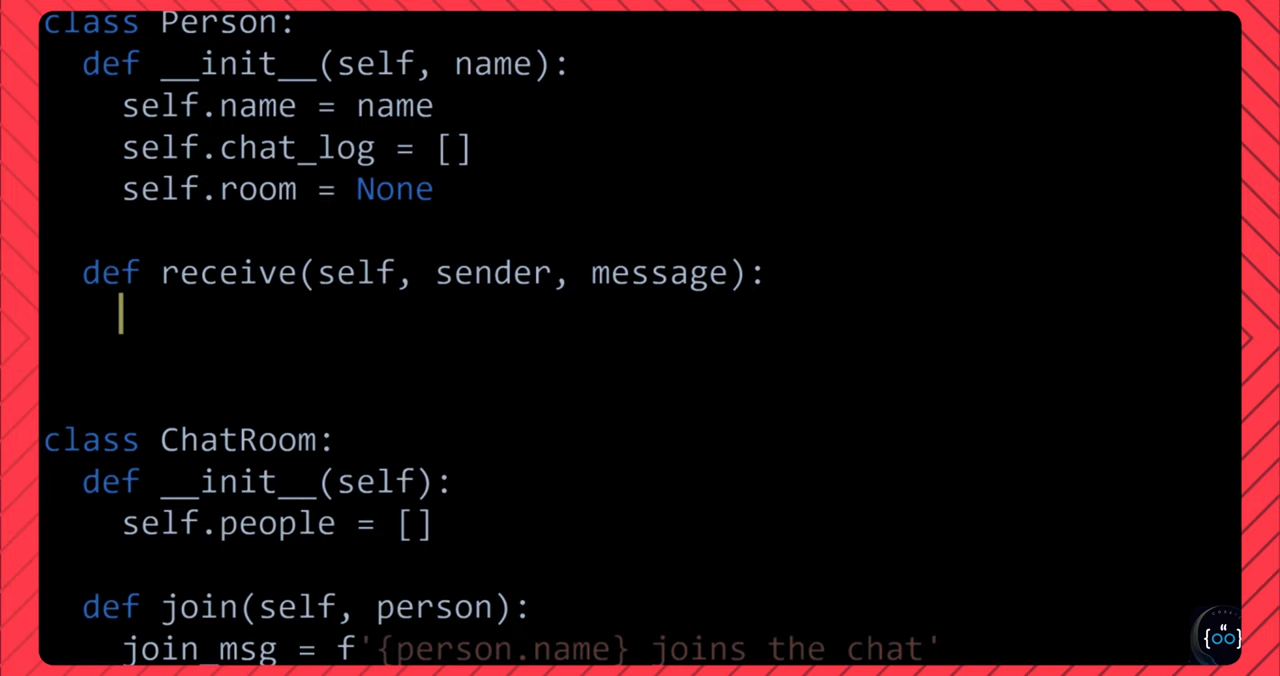 class Person:
  def __init__(self, name):
    self.name = name
    self.chat_log = []
    self.room = None
  def receive(self, sender, message):
class ChatRoom:
  def __init__(self):
    self.people = []
  def join(self, person):
    join_msg = f'{person.name} joins the chat'